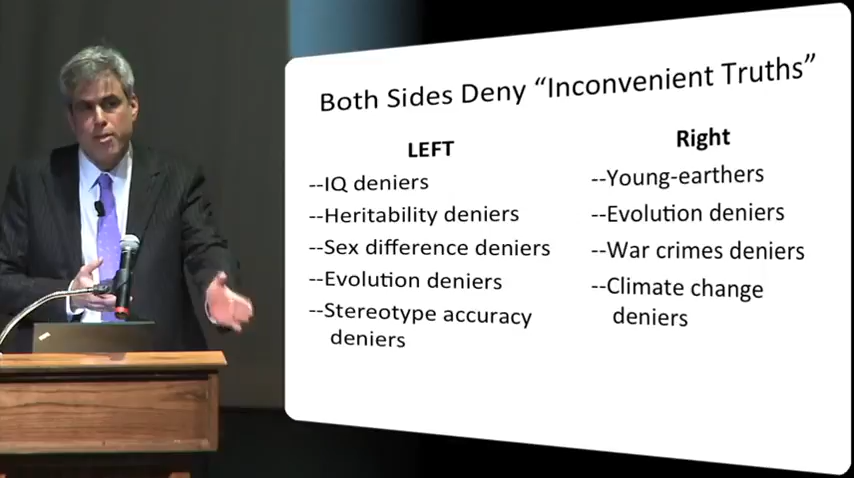 Both Sides Deny “Inconvenient Truths”
LEFT
--IQ deniers
--Heritability deniers
--Sex difference deniers
--Evolution deniers
--Stereotype accuracy
deniers
Right
--Young-earthers
--Evolution deniers
--War crimes deniers
--Climate change
deniers